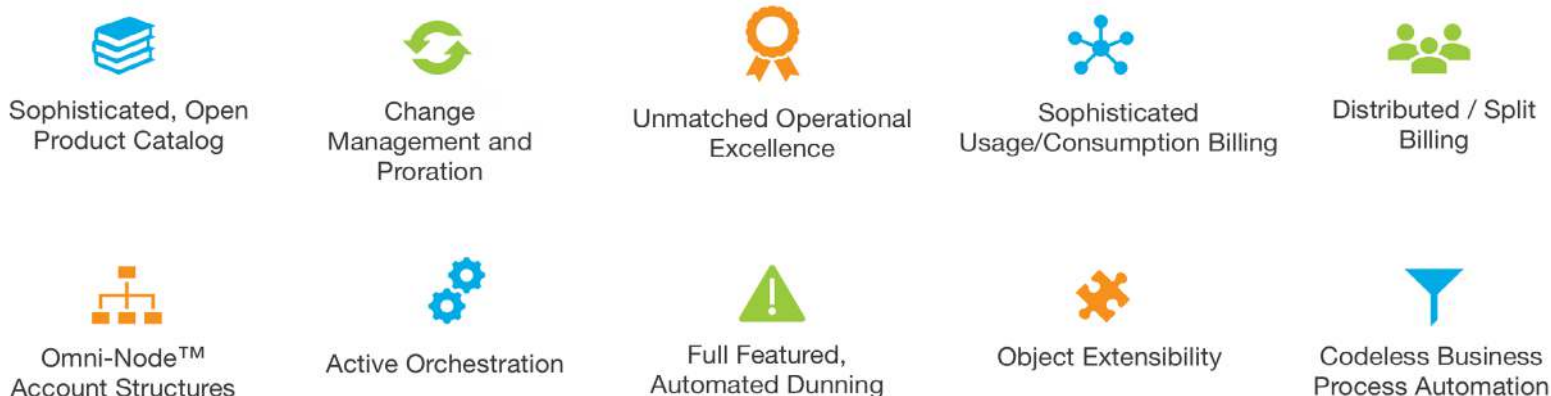 Sophisticated, Open
Product Catalog
Change
Management and
Proration
Unmatched Operational
Excellence
Sophisticated
Usage/Consumption Billing
Distributed / Split
Billing
Omni-Node™
Account Structures
Active Orchestration
Full Featured,
Automated Dunning
Object Extensibility
Codeless Business
Process Automation